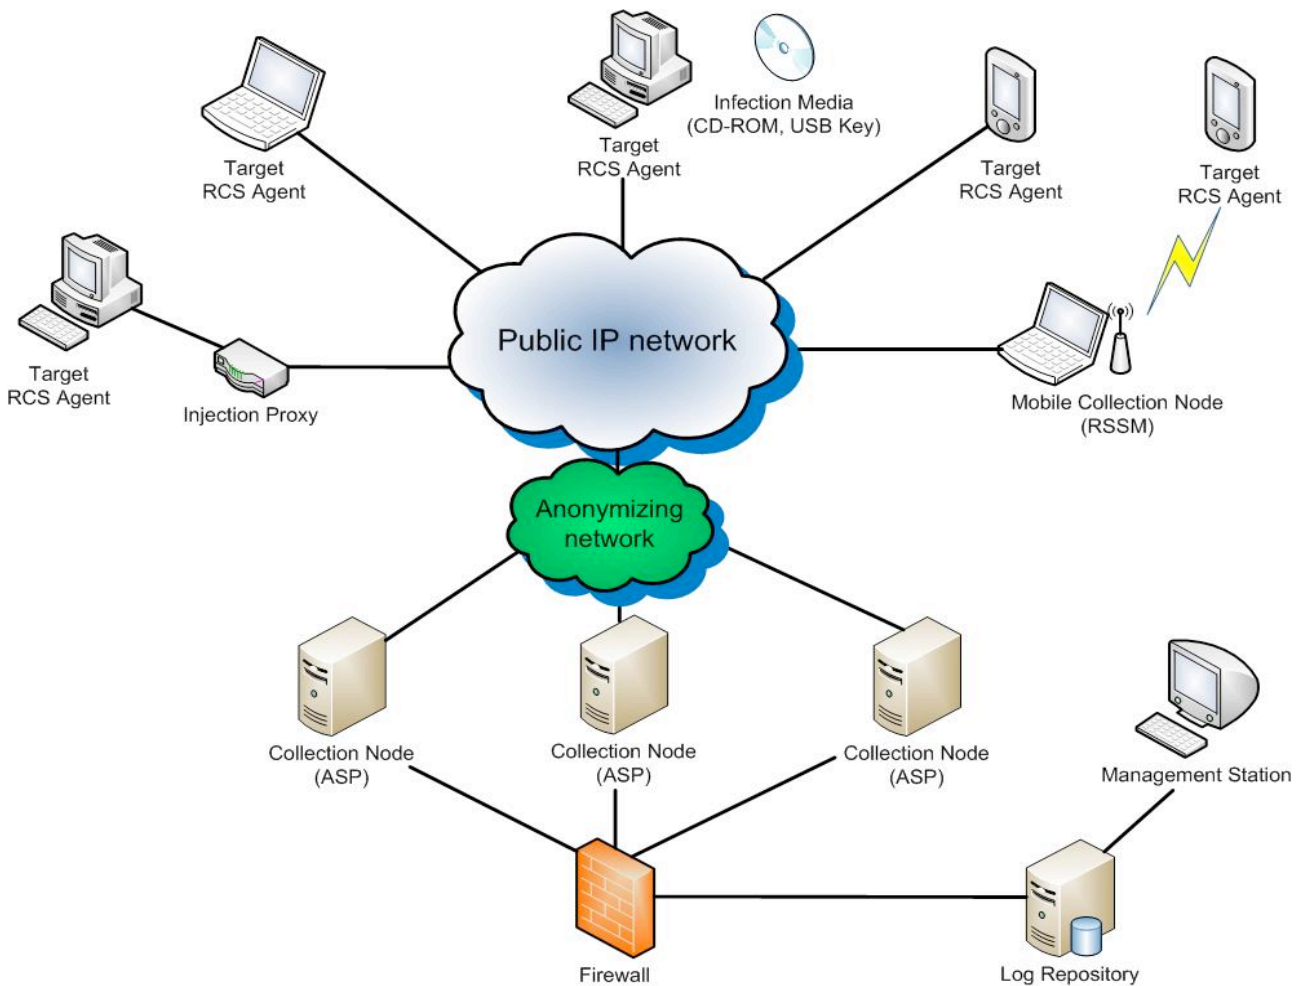 Target
RCS Agent
Target
RCS Agent
Infection Media
(CD-ROM, USB Key)
Target
RCS Agent
Target
RCS Agent
Target
RCS Agent
Injection Proxy
Public IP network
Mobile Collection Node
(RSSM)
Anonymizing
network
Collection Node
(ASP)
Collection Node
(ASP)
Collection Node
(ASP)
Management Station
Firewall
Log Repository